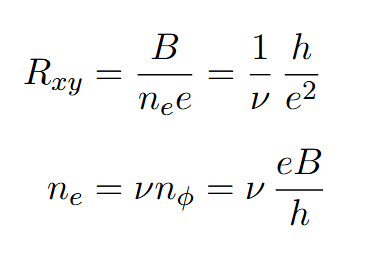 R_{xy} = \frac{B}{n_e e} = \frac{1}{\nu} \frac{h}{e^2}
n_e = \nu n_\phi = \nu \frac{eB}{h}